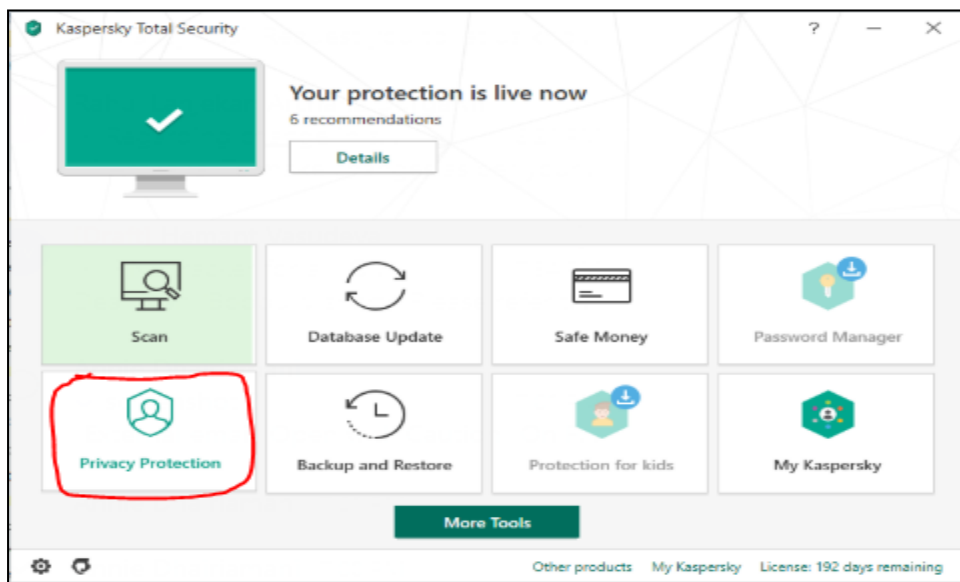 Kaspersky Total Security
?
Your protection is live now
6 recommendations
Details
Scan
Database Update
Safe Money
Password Manager
Privacy Protection
Backup and Restore
Protection for kids
My Kaspersky
More Tools
Other products My Kaspersky License: 192 days remaining